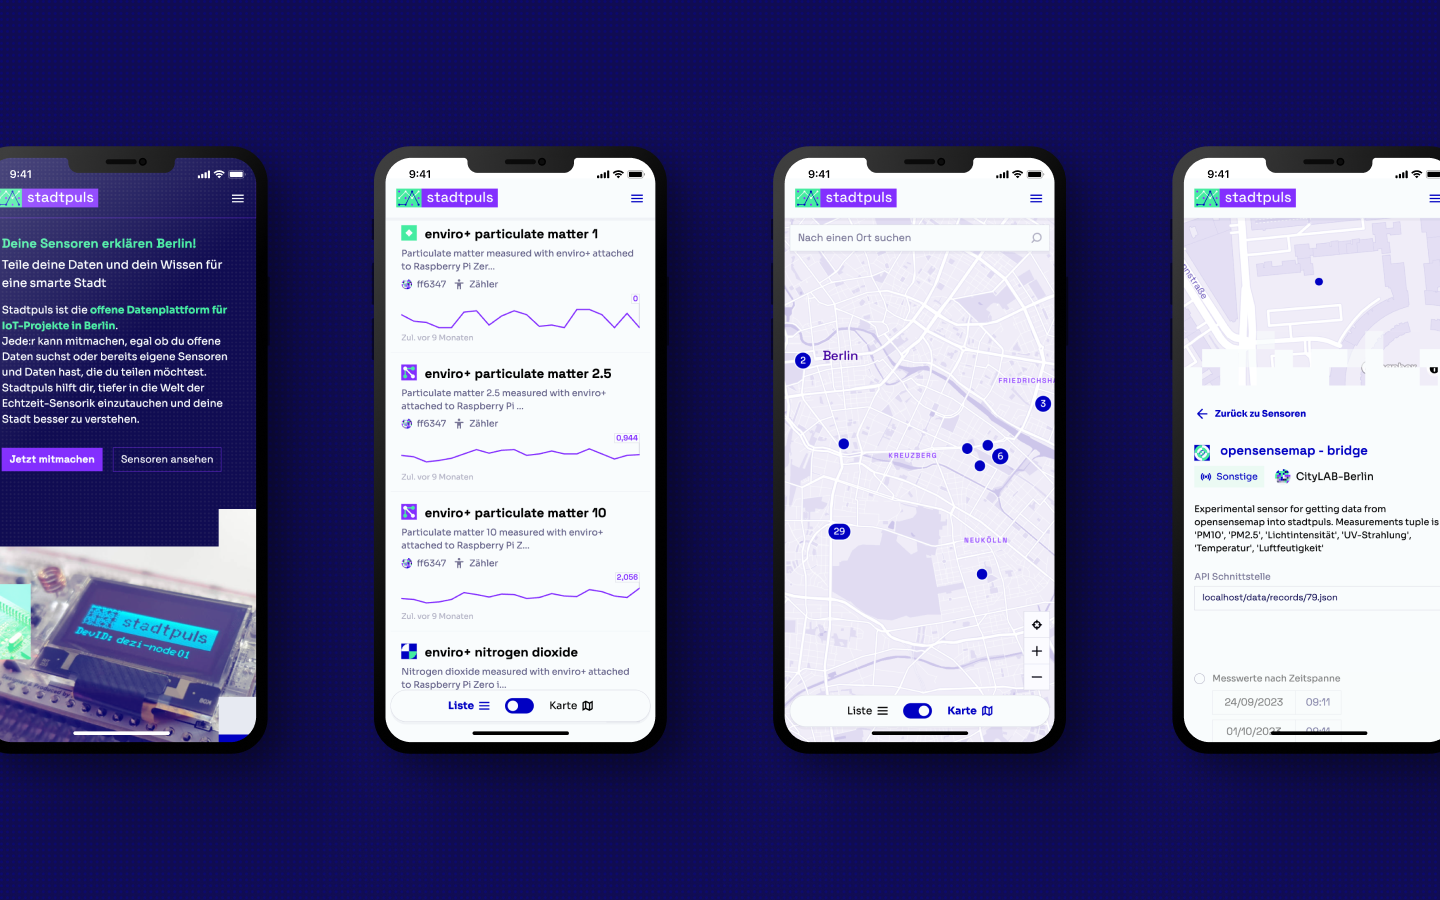 9:41
stadtpuls
Deine Sensoren erklären Berlin!
Teile deine Daten und dein Wissen für
eine smarte Stadt
Stadtpuls ist die offene Datenplattform für
IoT-Projekte in Berlin.
Jede:r kann mitmachen, egal ob du offene
Daten suchst oder bereits eigene Sensoren
und Daten hast, die du teilen möchtest.
Stadtpuls hilft dir, tiefer in die Welt der
Echtzeit-Sensorik einzutauchen und deine
Stadt besser zu verstehen.
Jetzt mitmachen
Sensoren ansehen
stadtpuls
DevID: dezi-node01
9:41
stadtpuls
enviro+ particulate matter 1
Particulate matter measured with enviro+ attached
to Raspberry Pi Zer...
ff6347 Zähler
0
Zul. vor 9 Monaten
enviro+ particulate matter 2.5
Particulate matter 2.5 measured with enviro+
attached to Raspberry Pi ...
ff6347 Zähler
0,944
Zul. vor 9 Monaten
enviro+ particulate matter 10
Particulate matter 10 measured with enviro+
attached to Raspberry Pi Z...
ff6347 Zähler
2,056
Zul. vor 9 Monaten
enviro+ nitrogen dioxide
Nitrogen dioxide measured with enviro+ attached
to Raspberry Pi Zero i...
Liste Karte
9:41
stadtpuls
Nach einen Ort suchen
2
Berlin
FRIEDRICHSHA
3
KREUZBERG
6
29
NEUKÖLLN
Liste Karte
9:41
stadtpuls
nstraße
Zurück zu Sensoren
opensensemap - bridge
Sonstige CityLAB-Berlin
Experimental sensor for getting data from
opensensemap into stadtpuls. Measurements tuple is
'PM10', 'PM2.5', 'Lichtintensität', 'UV-Strahlung',
'Temperatur', 'Luftfeutigkeit'
API Schnittstelle
localhost/data/records/79.json
Messwerte nach Zeitspanne
24/09/2023 09:11
01/10/2023 09:41